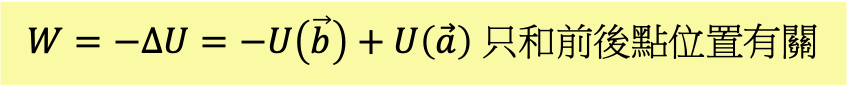 𝑊 = −Δ𝑈 = −𝑈(𝑏⃗) + 𝑈(𝑎⃗) 只和前後點位置有關